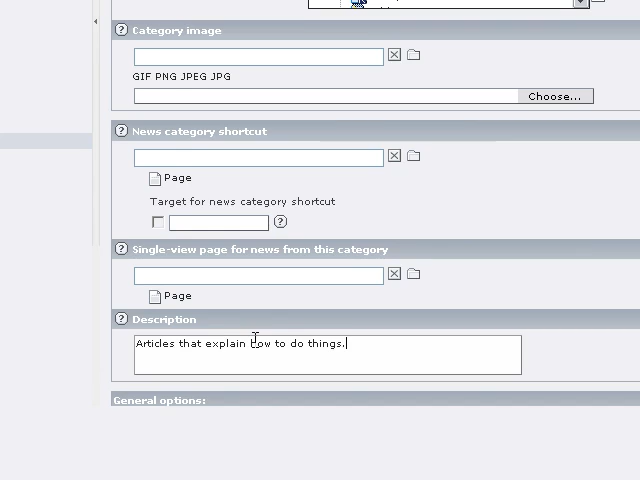 Category image
GIF PNG JPEG JPG
Choose...
News category shortcut
Page
Target for news category shortcut
Single-view page for news from this category
Page
Description
Articles that explain how to do things.
General options: